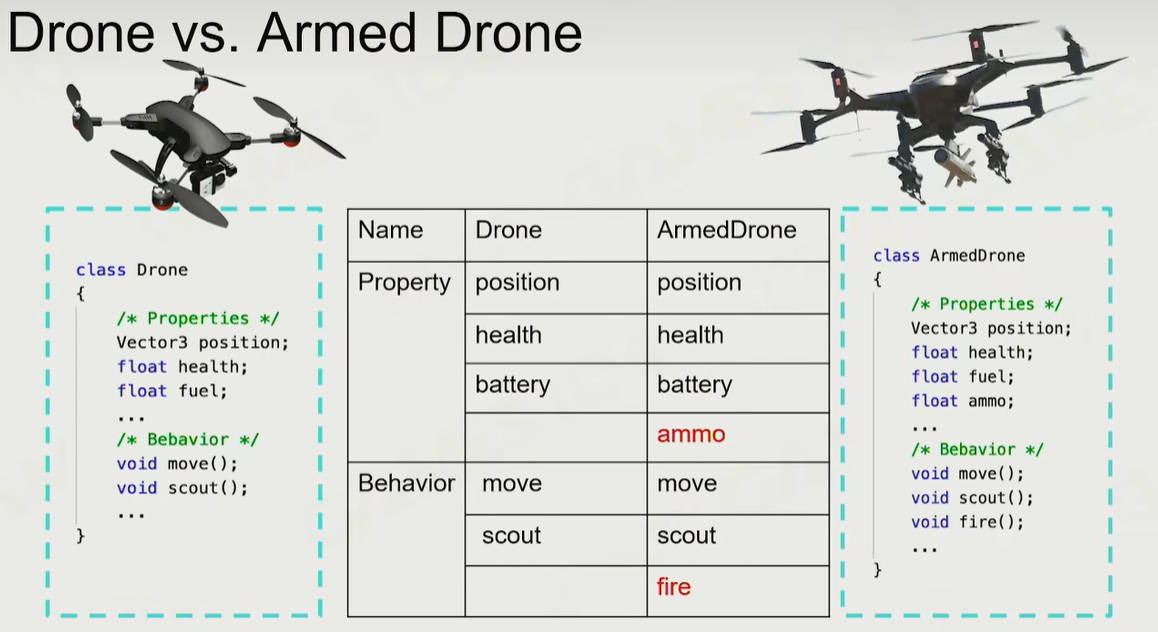 Drone vs. Armed Drone
class Drone
{
/* Properties */
Vector3 position;
float health;
float fuel;
...
/* Bebavior */
void move();
void scout();
...
}
Name Drone ArmedDrone
Property position position
health health
battery battery
ammo
Behavior move move
scout scout
fire
class ArmedDrone
{
/* Properties */
Vector3 position;
float health;
float fuel;
float ammo;
...
/* Bebavior */
void move();
void scout();
void fire();
...
}